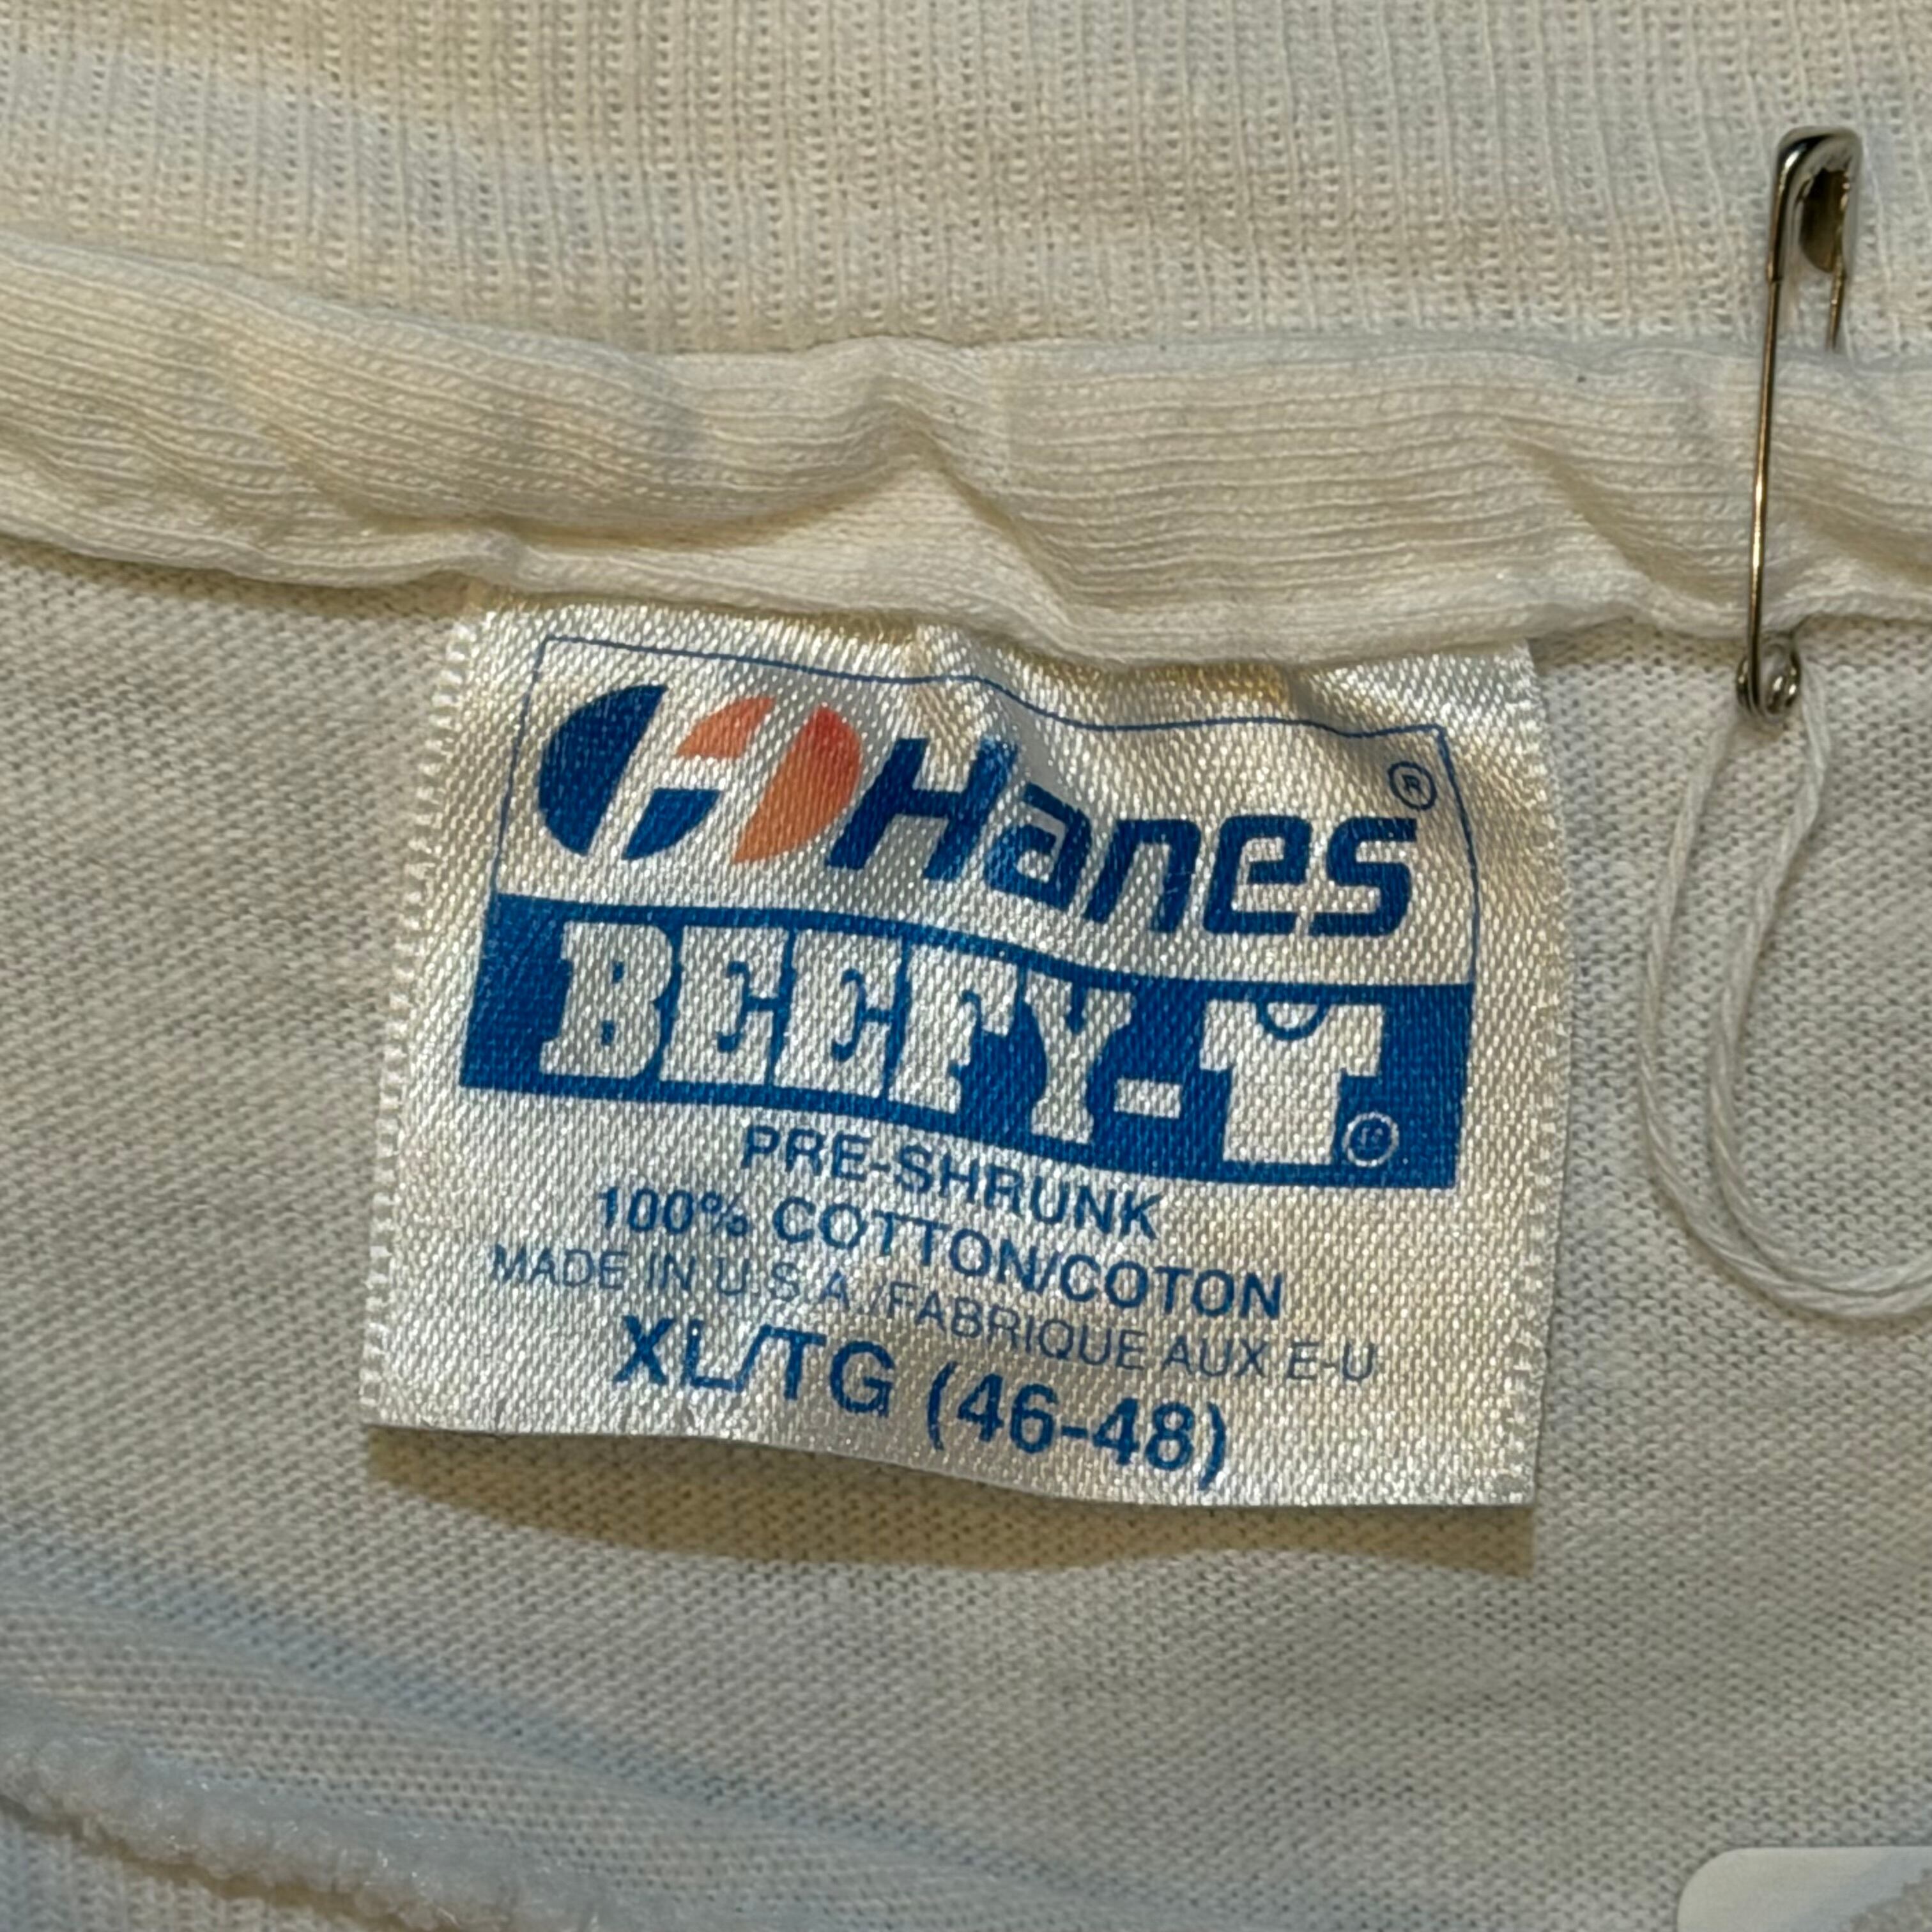 Hanes ®
BEEFY-T ®
PRE-SHRUNK
100% COTTON/COTON
MADE IN U.S.A./FABRIQUE AUX E-U
XL/TG (46-48)